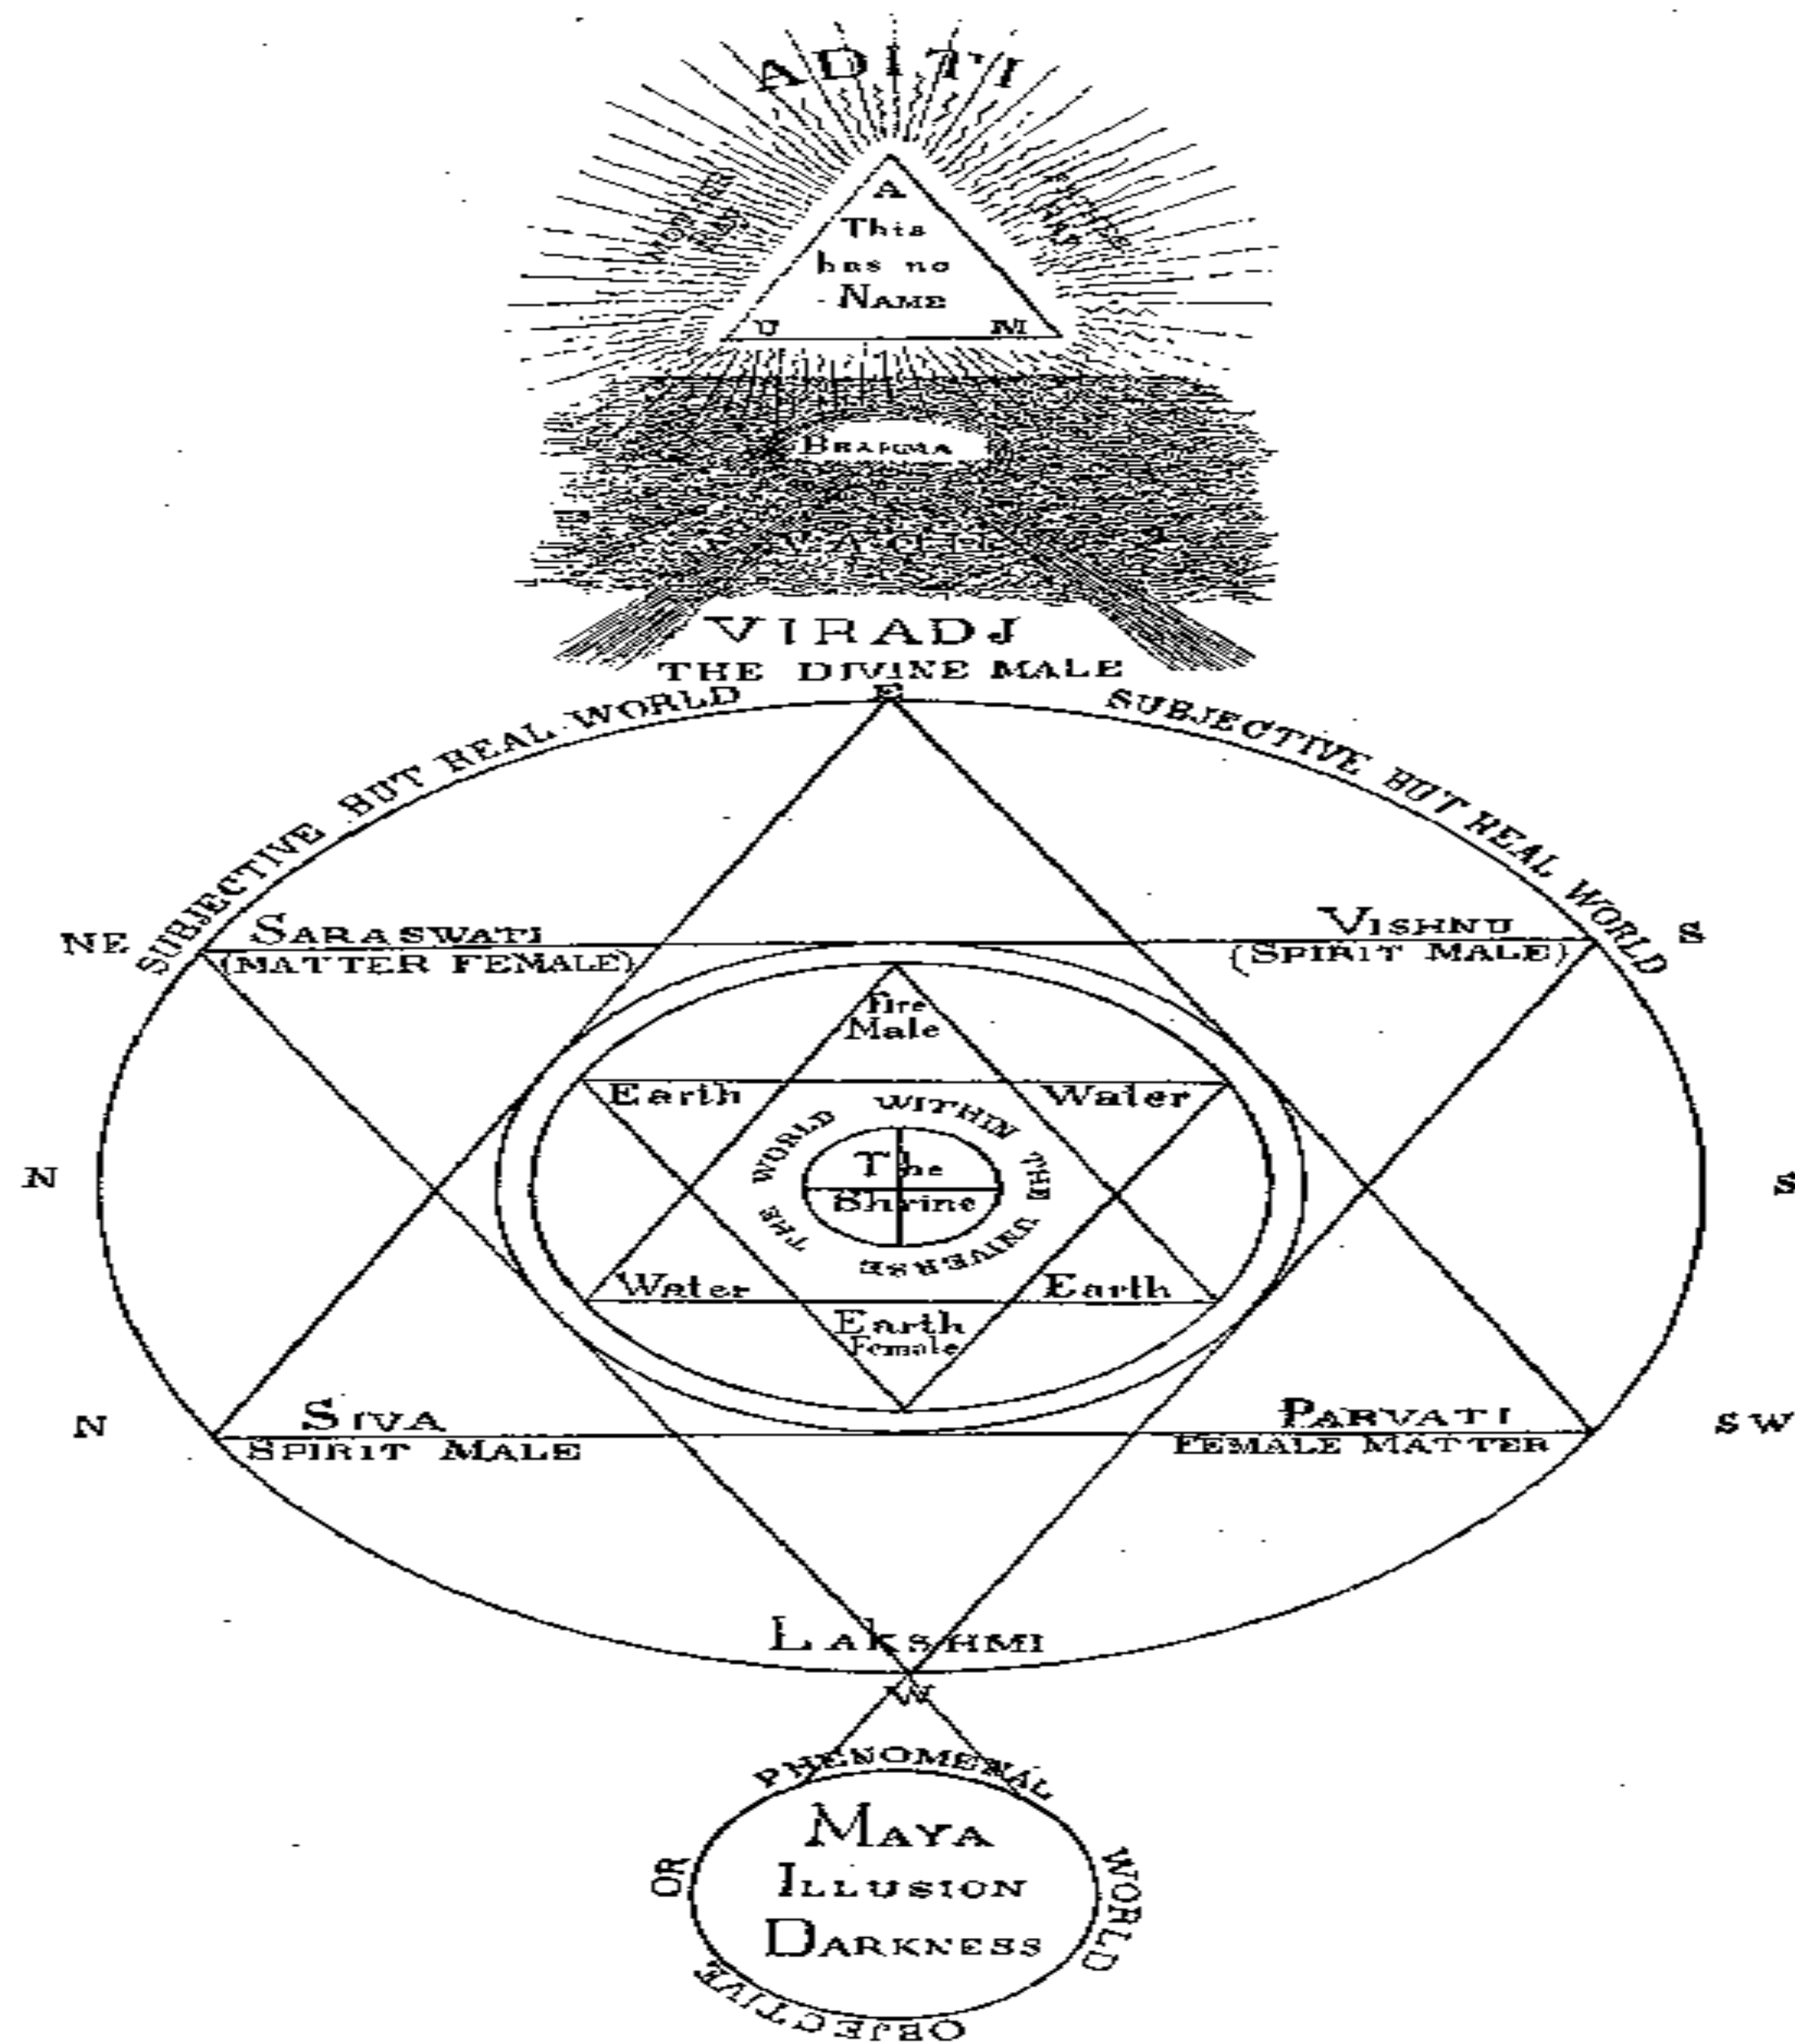 ADITI
A
This
has no
NAME
U M
BRAHMA
VACH
VIRADJ
THE DIVINE MALE
E
SUBJECTIVE BUT REAL WORLD
SUBJECTIVE BUT REAL WORLD
NE
SARASWATI
(MATTER FEMALE)
VISHNU
(SPIRIT MALE)
S
Fire
Male
Earth
Water
THE WORLD WITHIN THE UNIVERSE
The
Shrine
N
S
Water
Earth
Earth
Female
N
SIVA
SPIRIT MALE
PARVATI
FEMALE MATTER
SW
LAKSHMI
W
OBJECTIVE OR PHENOMENAL WORLD
MAYA
ILLUSION
DARKNESS